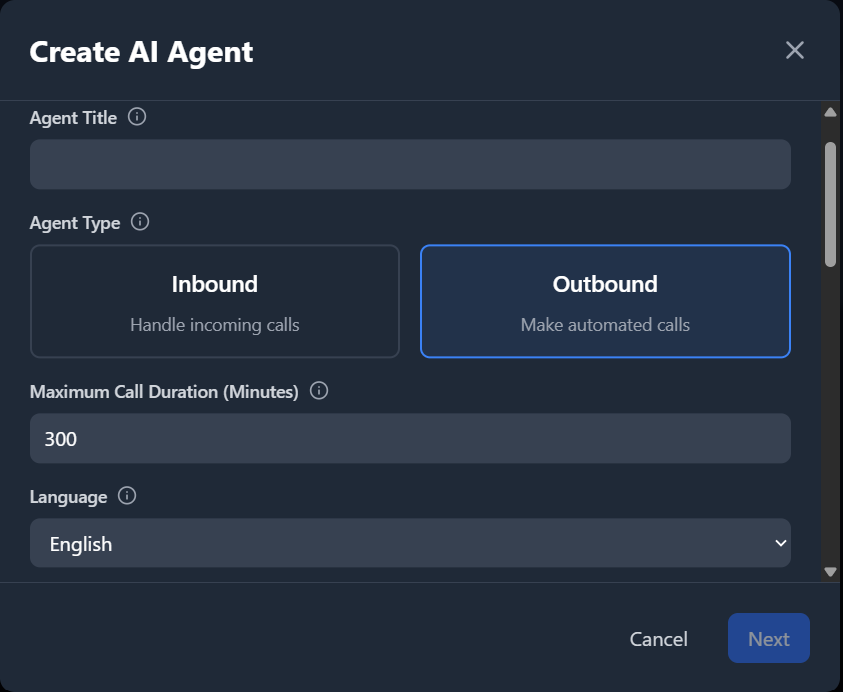 Create AI Agent
Agent Title
Agent Type
Inbound
Handle incoming calls
Outbound
Make automated calls
Maximum Call Duration (Minutes)
300
Language
English
Cancel
Next